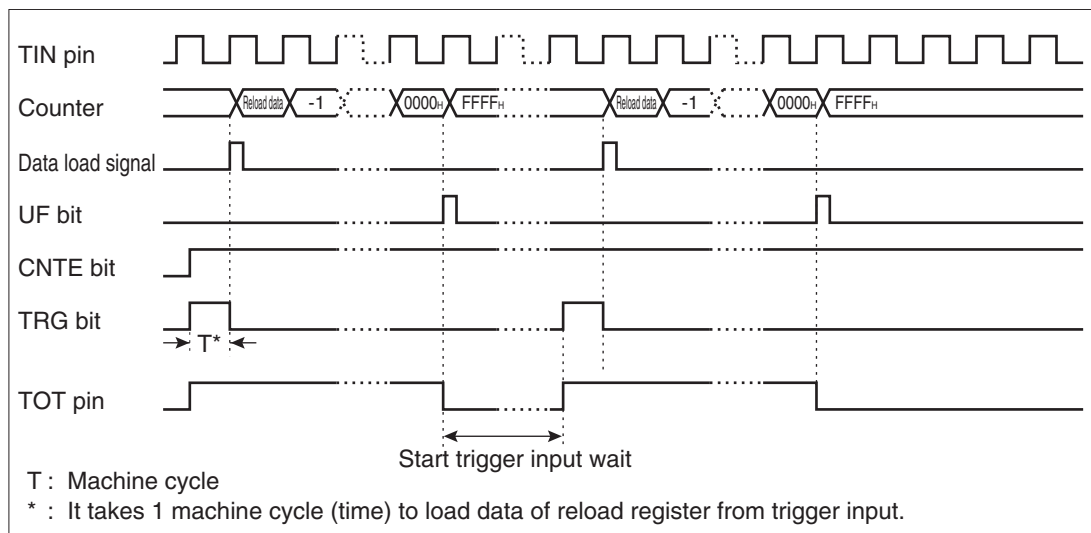 TIN pin
Counter Reload data -1 0000H FFFFH Reload data -1 0000H FFFFH
Data load signal
UF bit
CNTE bit
TRG bit
T*
TOT pin
Start trigger input wait
T : Machine cycle
* : It takes 1 machine cycle (time) to load data of reload register from trigger input.